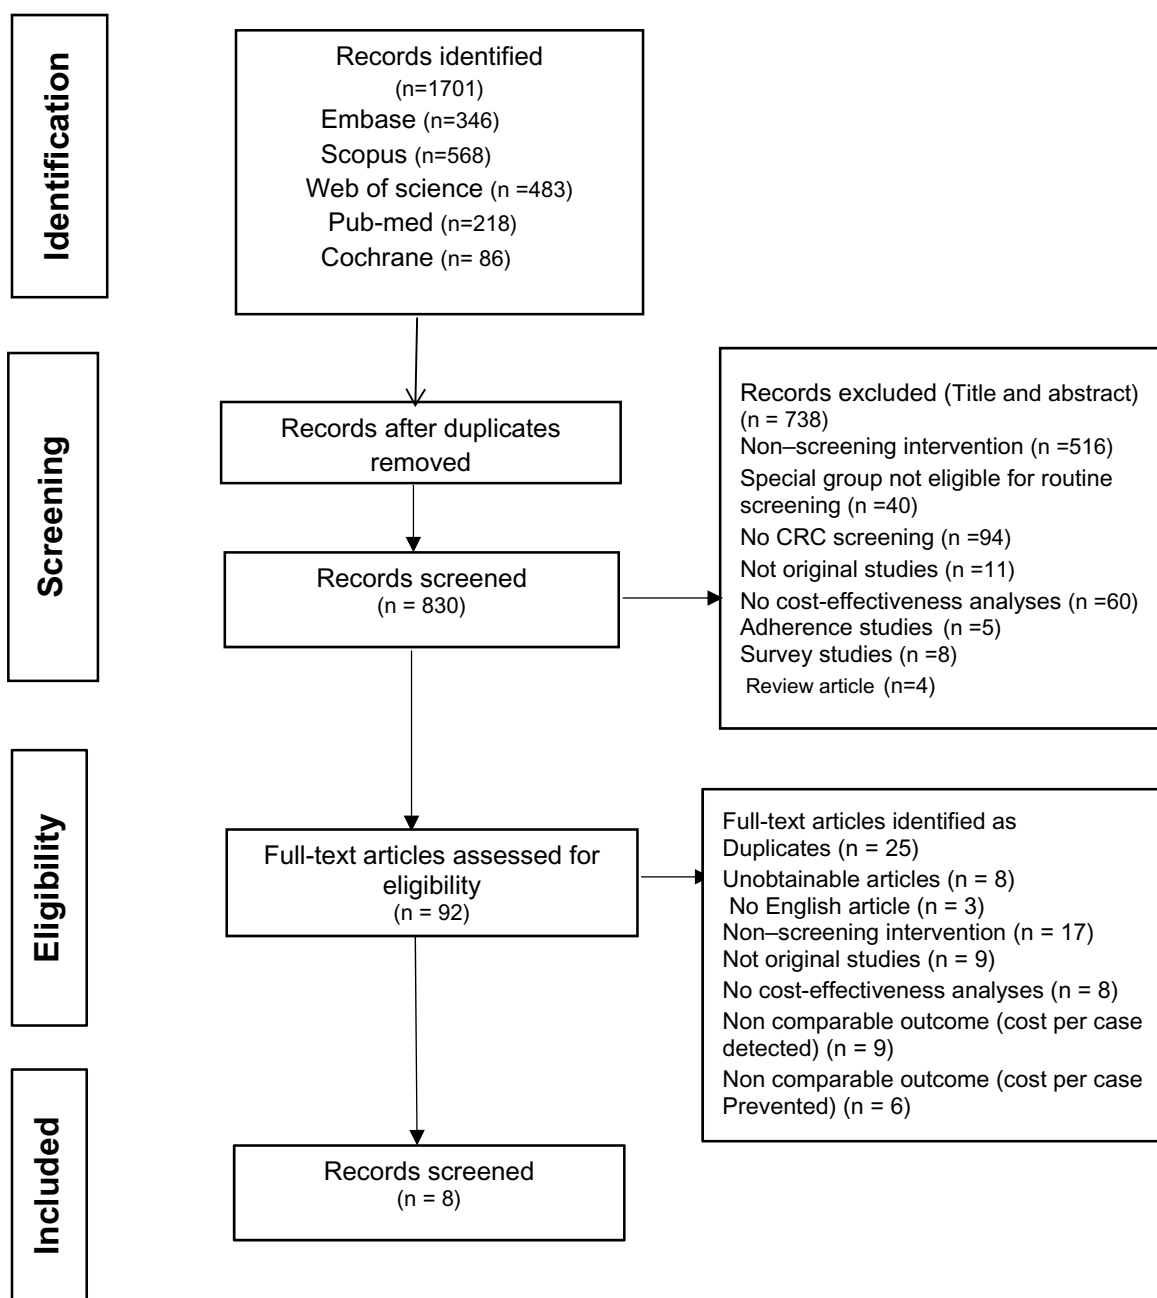 Identification
Records identified
(n=1701)
Embase (n=346)
Scopus (n=568)
Web of science (n =483)
Pub-med (n=218)
Cochrane (n= 86)
Screening
Records after duplicates
removed
Records screened
(n = 830)
Records excluded (Title and abstract)
(n = 738)
Non–screening intervention (n =516)
Special group not eligible for routine
screening (n =40)
No CRC screening (n =94)
Not original studies (n =11)
No cost-effectiveness analyses (n =60)
Adherence studies (n =5)
Survey studies (n =8)
Review article (n=4)
Eligibility
Full-text articles assessed for
eligibility
(n = 92)
Full-text articles identified as
Duplicates (n = 25)
Unobtainable articles (n = 8)
No English article (n = 3)
Non–screening intervention (n = 17)
Not original studies (n = 9)
No cost-effectiveness analyses (n = 8)
Non comparable outcome (cost per case
detected) (n = 9)
Non comparable outcome (cost per case
Prevented) (n = 6)
Included
Records screened
(n = 8)